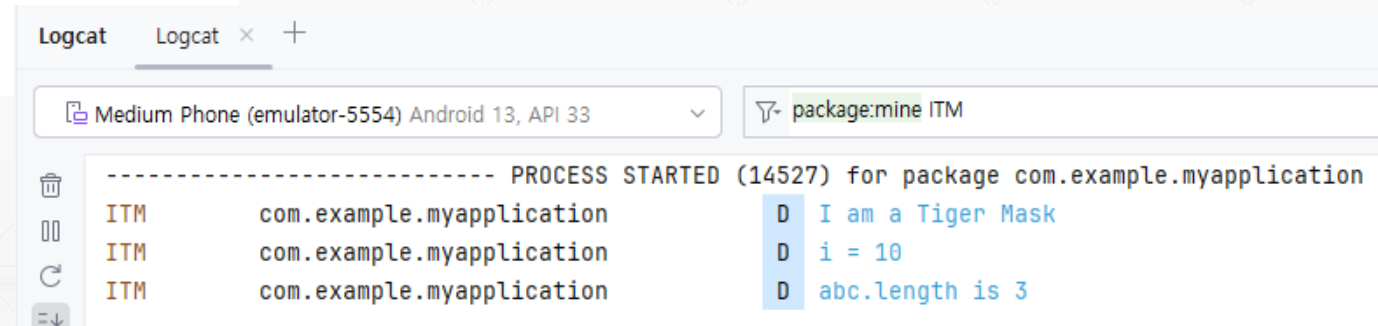 Logcat Logcat × +
Medium Phone (emulator-5554) Android 13, API 33 package:mine ITM
---------------------------- PROCESS STARTED (14527) for package com.example.myapplication
ITM com.example.myapplication D I am a Tiger Mask
ITM com.example.myapplication D i = 10
ITM com.example.myapplication D abc.length is 3